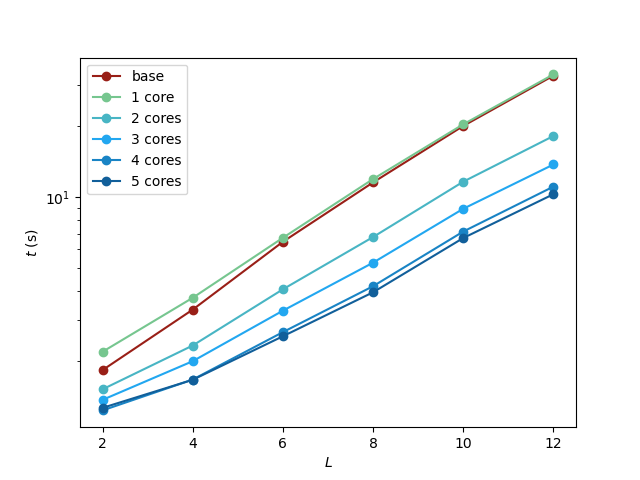 base
1 core
2 cores
3 cores
4 cores
5 cores
10¹
t (s)
2 4 6 8 10 12
L